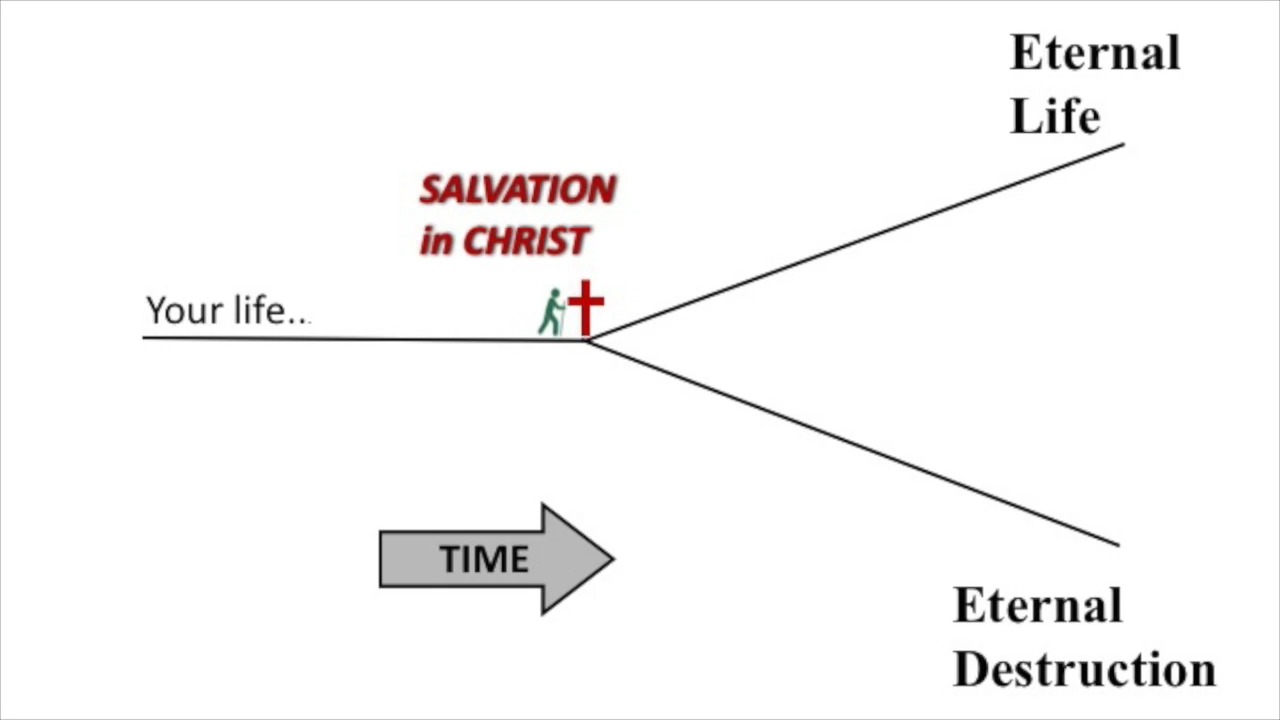 Eternal
Life
SALVATION
in CHRIST
Your life...
TIME
Eternal
Destruction